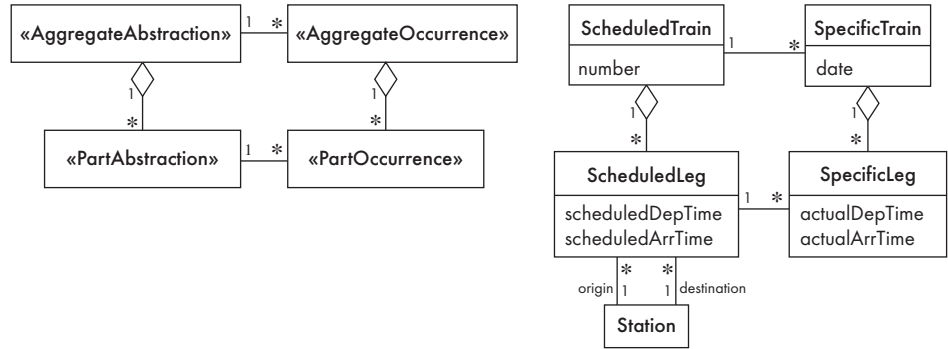 «AggregateAbstraction»
1
*
«AggregateOccurrence»
1
*
1
*
«PartAbstraction»
1
*
«PartOccurrence»
ScheduledTrain
number
1
*
SpecificTrain
date
1
*
1
*
ScheduledLeg
scheduledDepTime
scheduledArrTime
1
*
SpecificLeg
actualDepTime
actualArrTime
*
*
origin 1
1 destination
Station